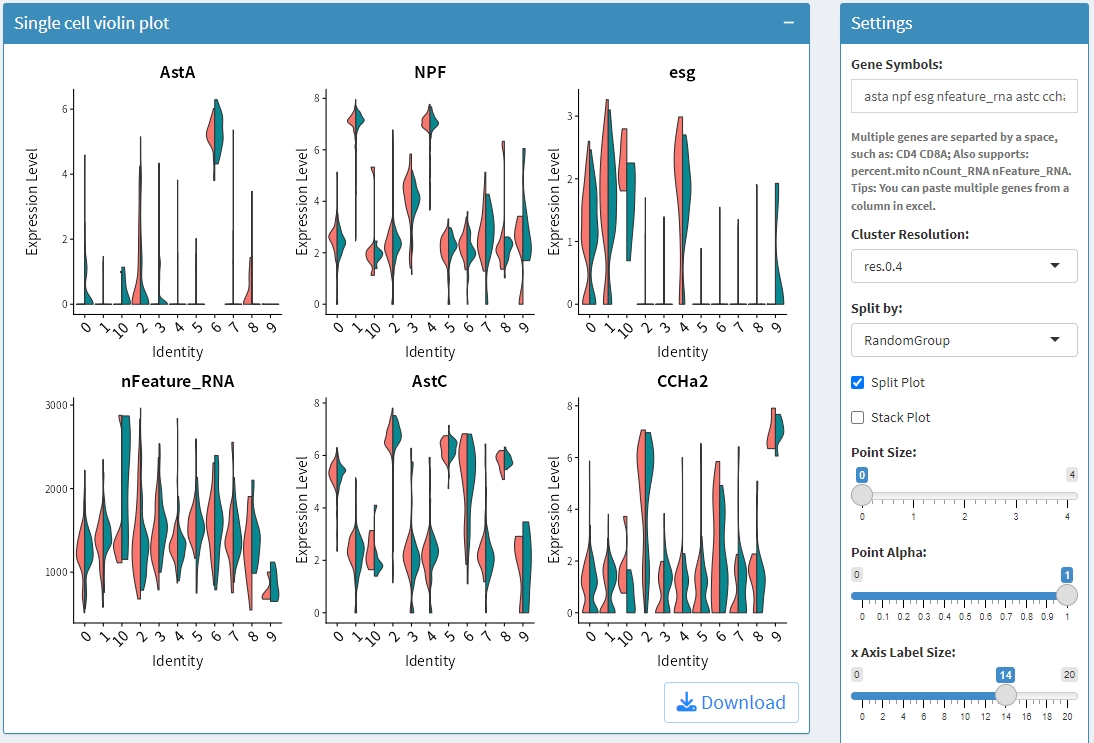 Single cell violin plot
AstA
NPF
esg
Expression Level
0
2
4
6
0 1 10 2 3 4 5 6 7 8 9
Identity
Expression Level
0
2
4
6
8
0 1 10 2 3 4 5 6 7 8 9
Identity
Expression Level
0
1
2
3
0 1 10 2 3 4 5 6 7 8 9
Identity
nFeature_RNA
AstC
CCHa2
1000
2000
3000
0 1 10 2 3 4 5 6 7 8 9
Identity
Expression Level
0
2
4
6
8
0 1 10 2 3 4 5 6 7 8 9
Identity
Expression Level
0
2
4
6
8
0 1 10 2 3 4 5 6 7 8 9
Identity
Download
Settings
Gene Symbols:
asta npf esg nfeature_rna astc ccha
Multiple genes are separted by a space,
such as: CD4 CD8A; Also supports:
percent.mito nCount_RNA nFeature_RNA.
Tips: You can paste multiple genes from a
column in excel.
Cluster Resolution:
res.0.4
Split by:
RandomGroup
Split Plot
Stack Plot
Point Size:
0 4
0 1 2 3 4
Point Alpha:
0 1
0 0.1 0.2 0.3 0.4 0.5 0.6 0.7 0.8 0.9 1
x Axis Label Size:
0 14 20
0 2 4 6 8 10 12 14 16 18 20